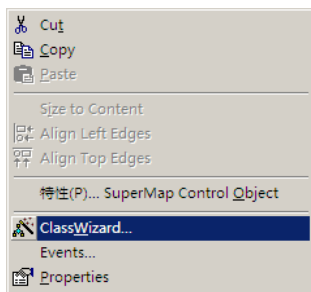 Cut
Copy
Paste
Size to Content
Align Left Edges
Align Top Edges
特性(P)... SuperMap Control Object
ClassWizard...
Events...
Properties